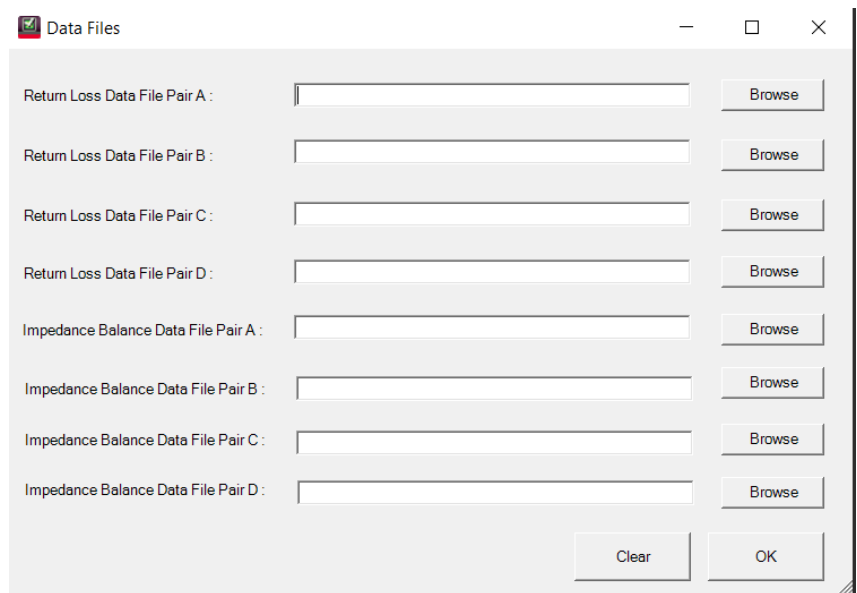 Data Files
Return Loss Data File Pair A : Browse
Return Loss Data File Pair B : Browse
Return Loss Data File Pair C : Browse
Return Loss Data File Pair D : Browse
Impedance Balance Data File Pair A : Browse
Impedance Balance Data File Pair B : Browse
Impedance Balance Data File Pair C : Browse
Impedance Balance Data File Pair D : Browse
Clear OK